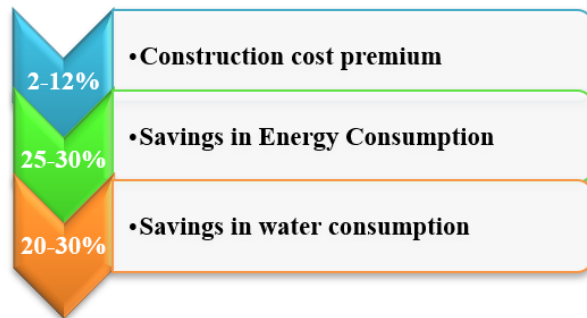 2-12%
•Construction cost premium
25-30%
•Savings in Energy Consumption
20-30%
•Savings in water consumption